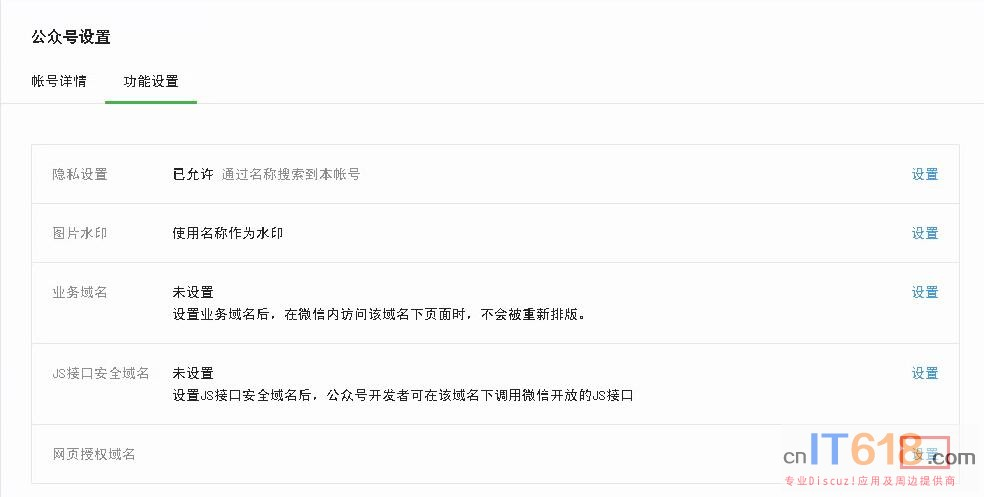 公众号设置
帐号详情 功能设置
隐私设置 已允许 通过名称搜索到本帐号 设置
图片水印 使用名称作为水印 设置
业务域名 未设置 设置
设置业务域名后，在微信内访问该域名下页面时，不会被重新排版。
JS接口安全域名 未设置 设置
设置JS接口安全域名后，公众号开发者可在该域名下调用微信开放的JS接口
网页授权域名 设置
cnIT618.com
专业Discuz!应用及周边提供商